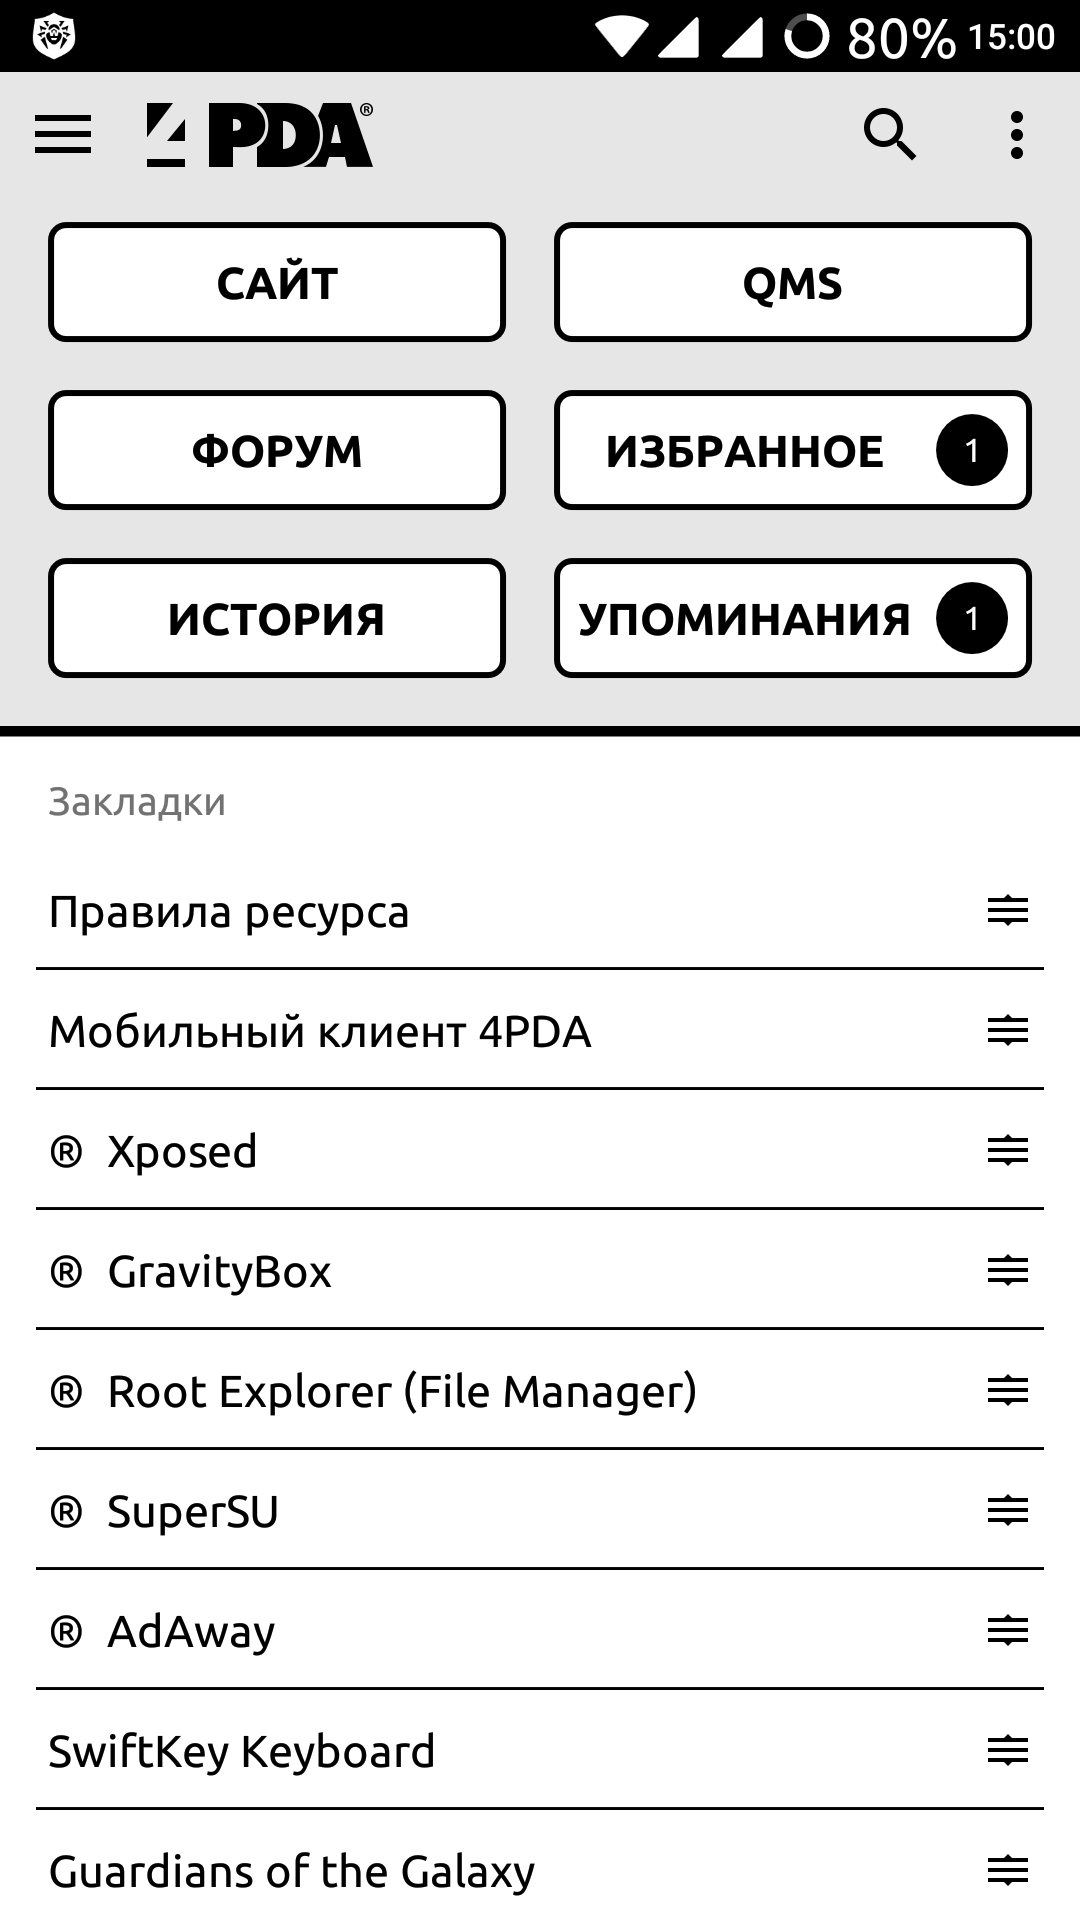 80% 15:00
4PDA®
САЙТ QMS
ФОРУМ ИЗБРАННОЕ 1
ИСТОРИЯ УПОМИНАНИЯ 1
Закладки
Правила ресурса
Мобильный клиент 4PDA
® Xposed
® GravityBox
® Root Explorer (File Manager)
® SuperSU
® AdAway
SwiftKey Keyboard
Guardians of the Galaxy